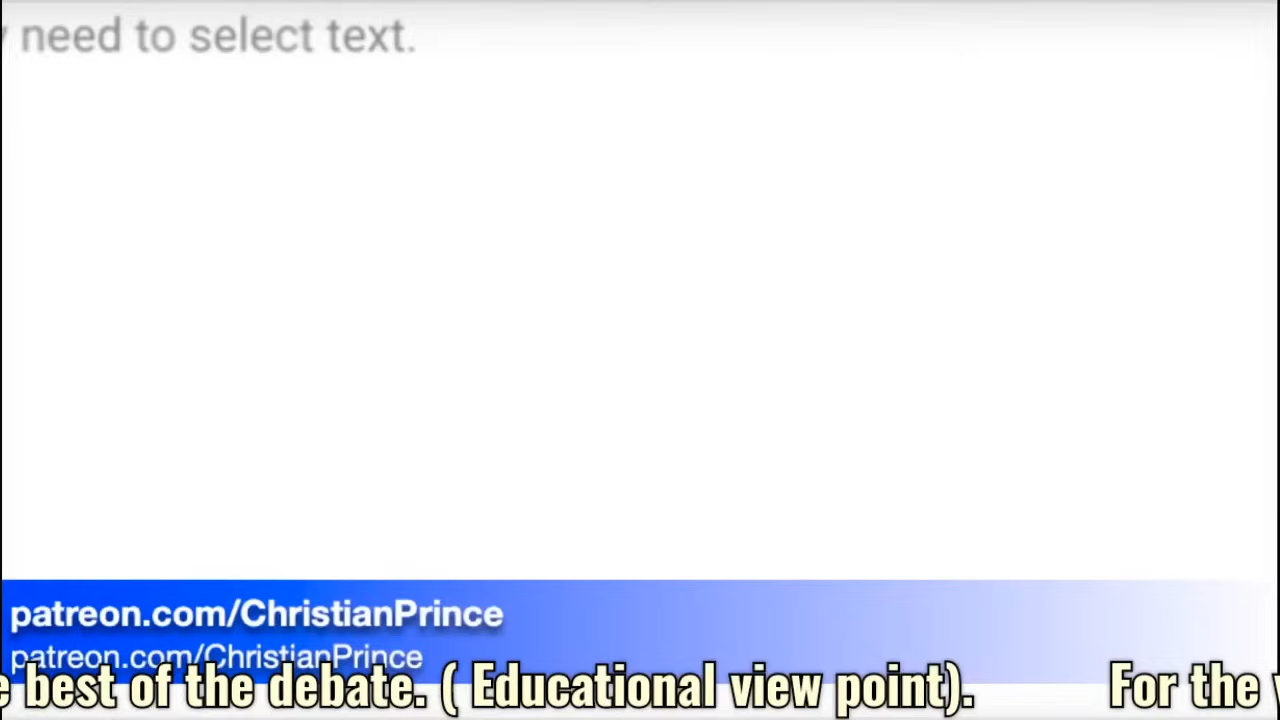 need to select text.
patreon.com/ChristianPrince
patreon.com/ChristianPrince
best of the debate. ( Educational view point). For the